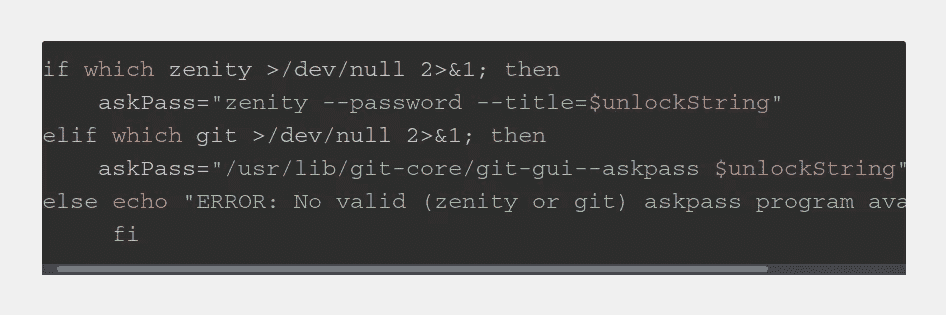 if which zenity >/dev/null 2>&1; then
    askPass="zenity --password --title=$unlockString"
elif which git >/dev/null 2>&1; then
    askPass="/usr/lib/git-core/git-gui--askpass $unlockString"
else echo "ERROR: No valid (zenity or git) askpass program
     fi